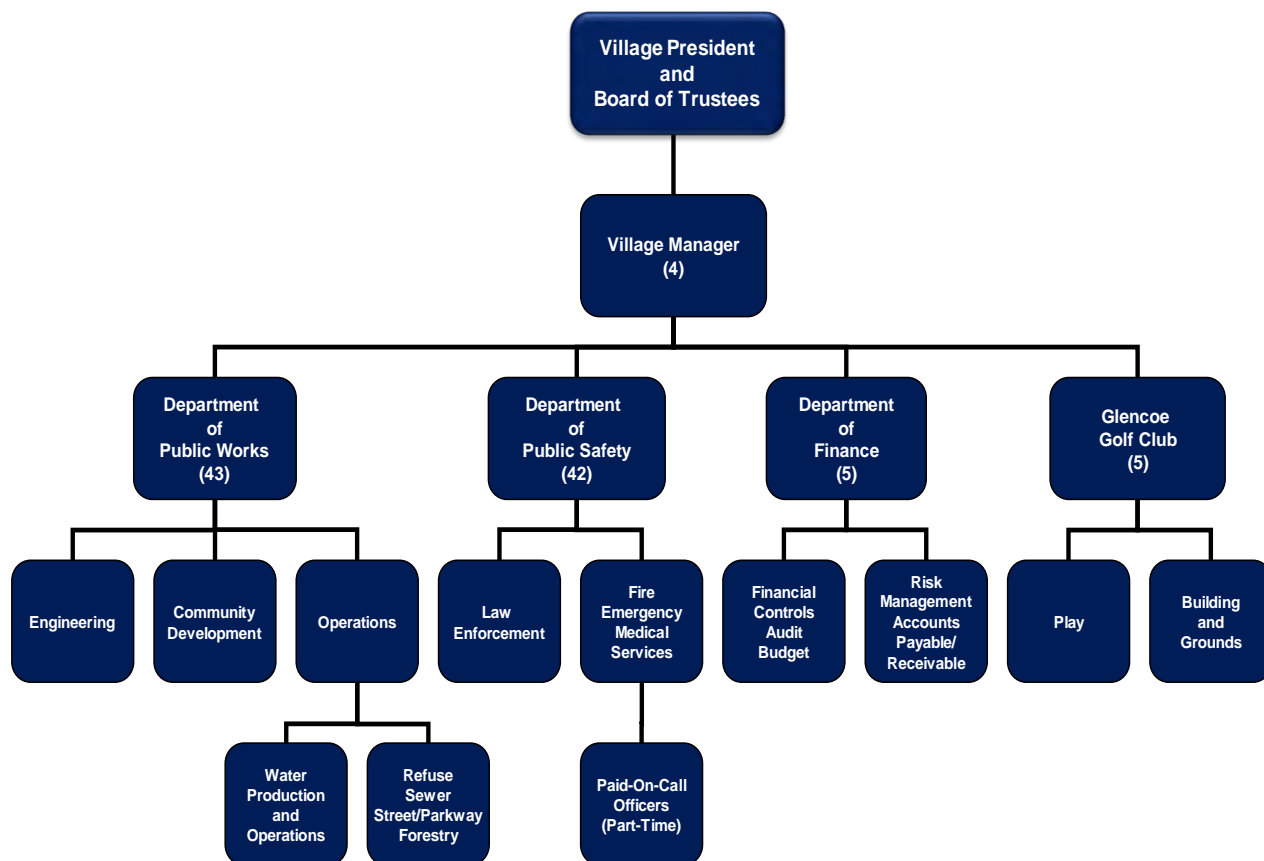 Village President
and
Board of Trustees
Village Manager
(4)
Department
of
Public Works
(43)
Department
of
Public Safety
(42)
Department
of
Finance
(5)
Glencoe
Golf Club
(5)
Engineering
Community
Development
Operations
Law
Enforcement
Fire
Emergency
Medical
Services
Financial
Controls
Audit
Budget
Risk
Management
Accounts
Payable/
Receivable
Play
Building
and
Grounds
Water
Production
and
Operations
Refuse
Sewer
Street/Parkway
Forestry
Paid-On-Call
Officers
(Part-Time)